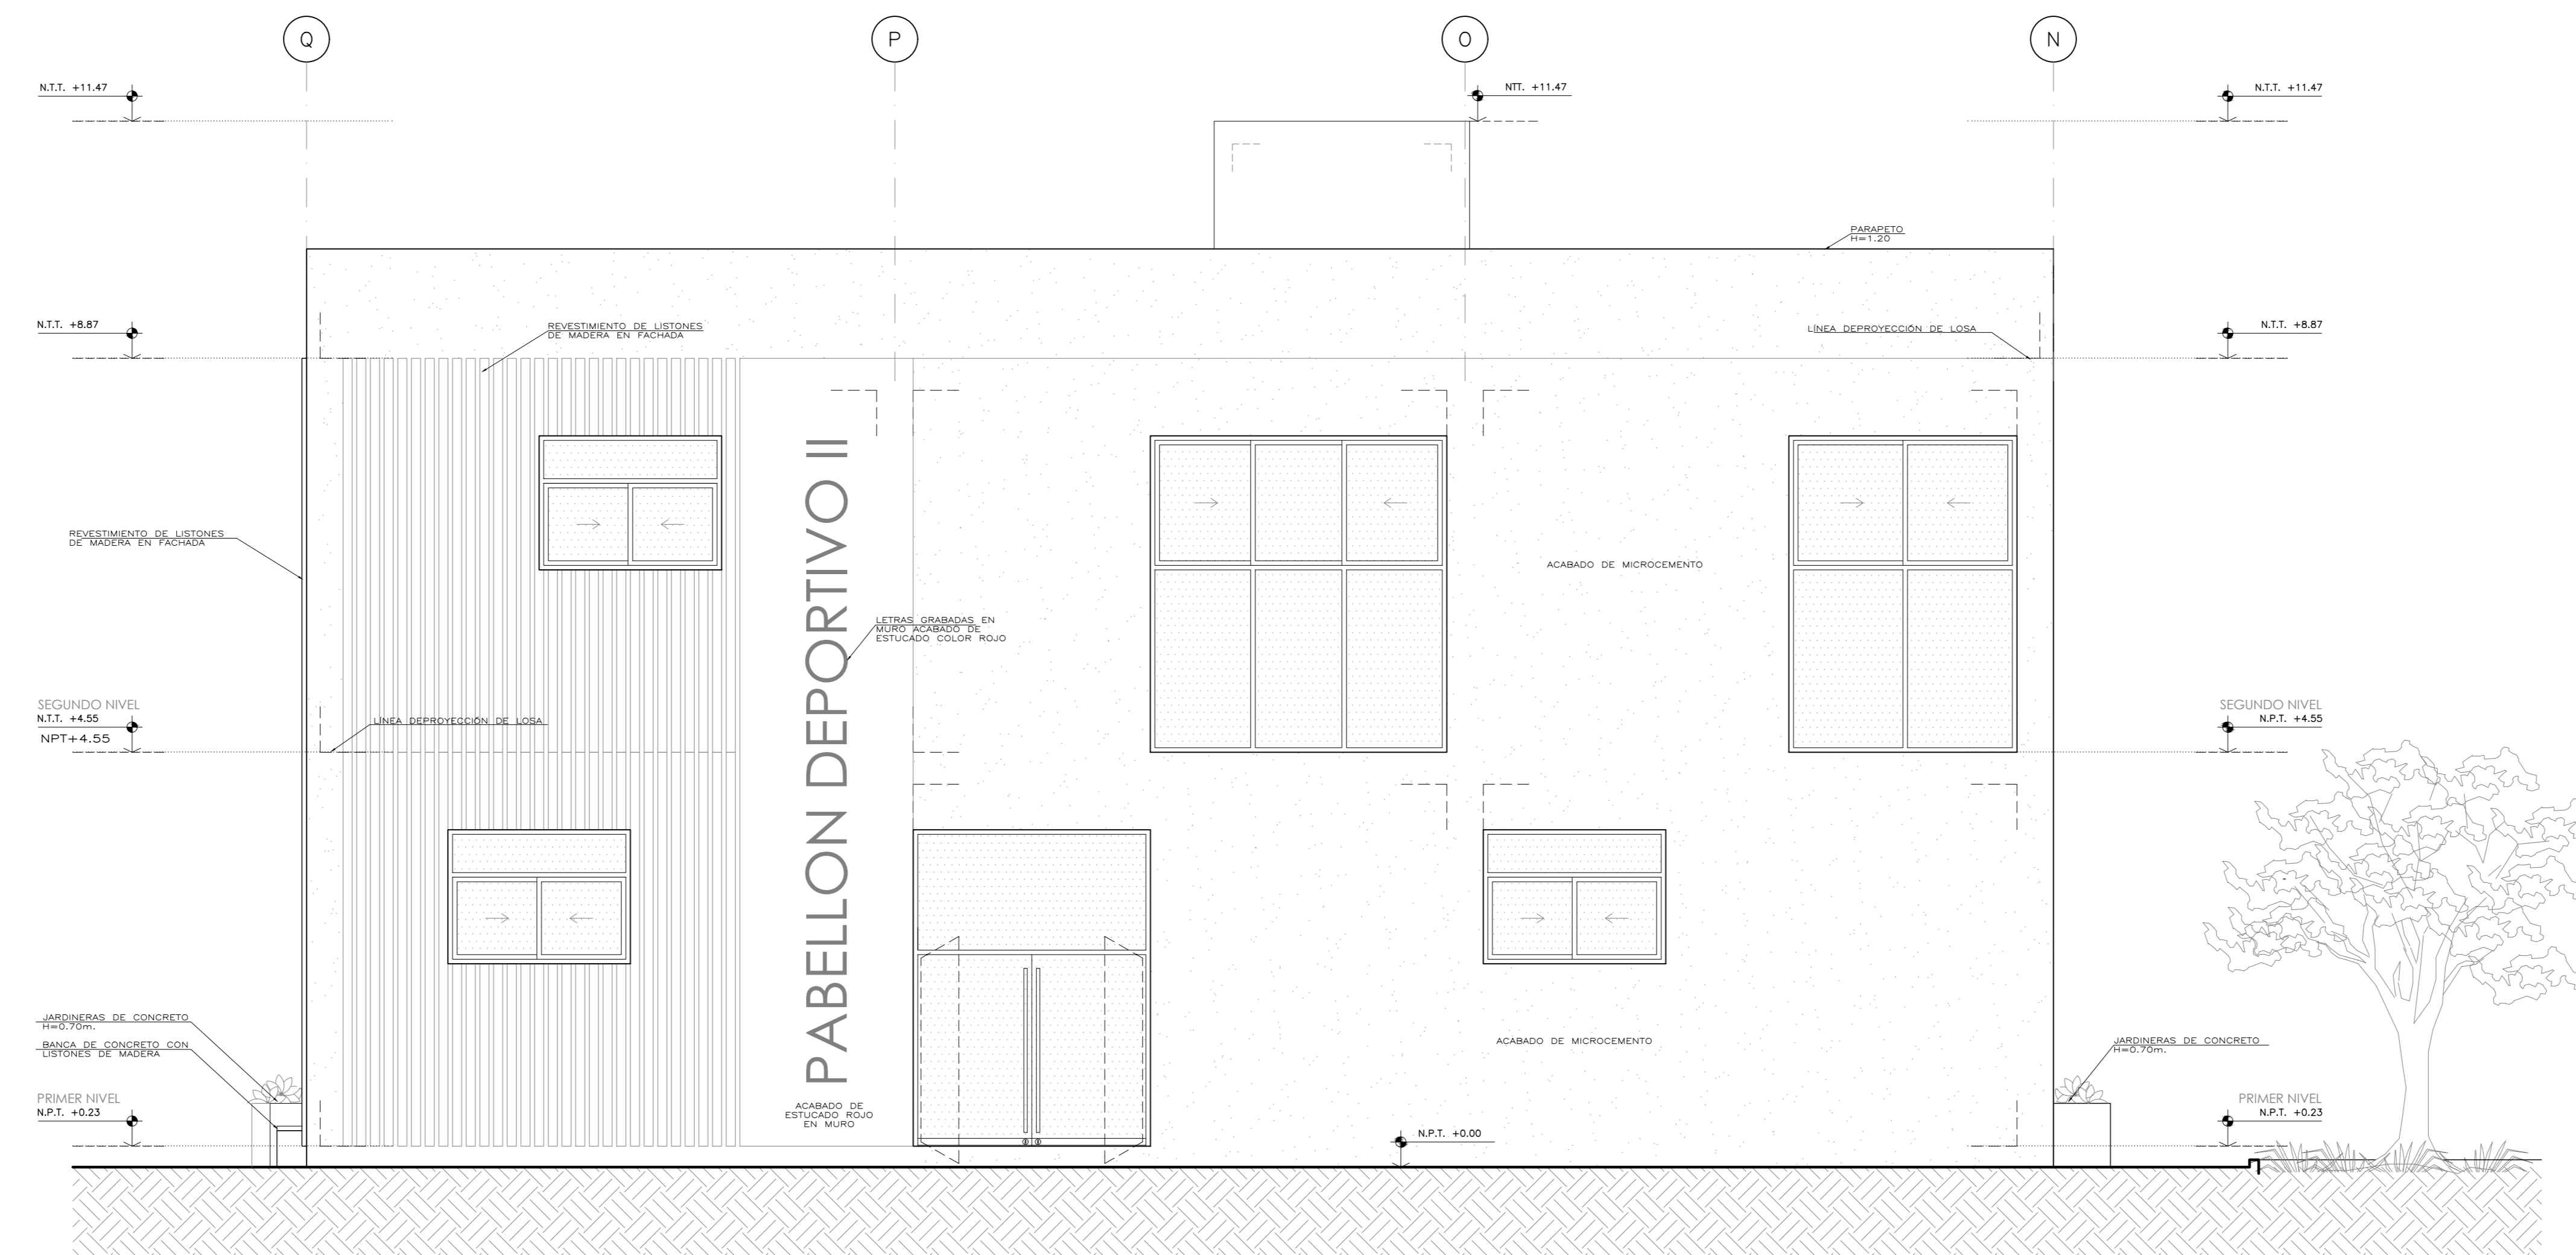 Q
P
O
N
N.T.T. +11.47
NTT. +11.47
N.T.T. +11.47
PARAPETO
H=1.20
N.T.T. +8.87
REVESTIMIENTO DE LISTONES
DE MADERA EN FACHADA
LÍNEA DEPROYECCIÓN DE LOSA
N.T.T. +8.87
REVESTIMIENTO DE LISTONES
DE MADERA EN FACHADA
PABELLON DEPORTIVO II
ACABADO DE MICROCEMENTO
LETRAS GRABADAS EN
MURO ACABADO DE
ESTUCADO COLOR ROJO
SEGUNDO NIVEL
N.T.T. +4.55
NPT+4.55
LÍNEA DEPROYECCIÓN DE LOSA
SEGUNDO NIVEL
N.P.T. +4.55
JARDINERAS DE CONCRETO
H=0.70m.
BANCA DE CONCRETO CON
LISTONES DE MADERA
ACABADO DE MICROCEMENTO
JARDINERAS DE CONCRETO
H=0.70m.
PRIMER NIVEL
N.P.T. +0.23
ACABADO DE
ESTUCADO ROJO
EN MURO
N.P.T. +0.00
PRIMER NIVEL
N.P.T. +0.23